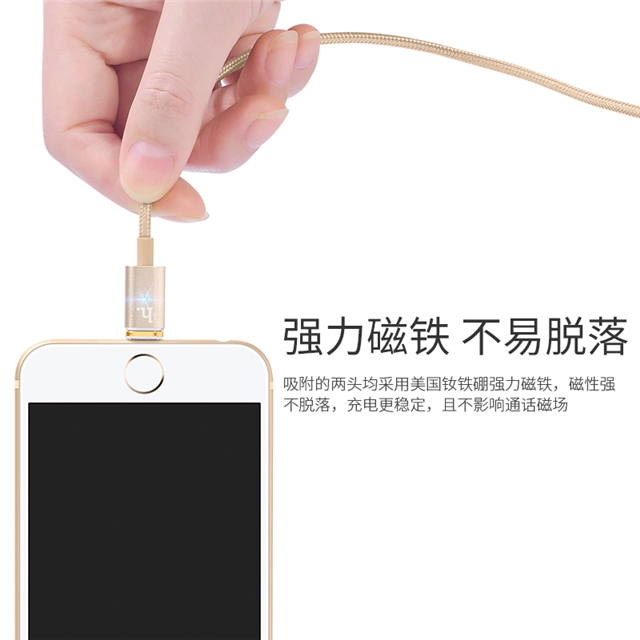 h.
强力磁铁 不易脱落
吸附的两头均采用美国钕铁硼强力磁铁，磁性强
不脱落，充电更稳定，且不影响通话磁场